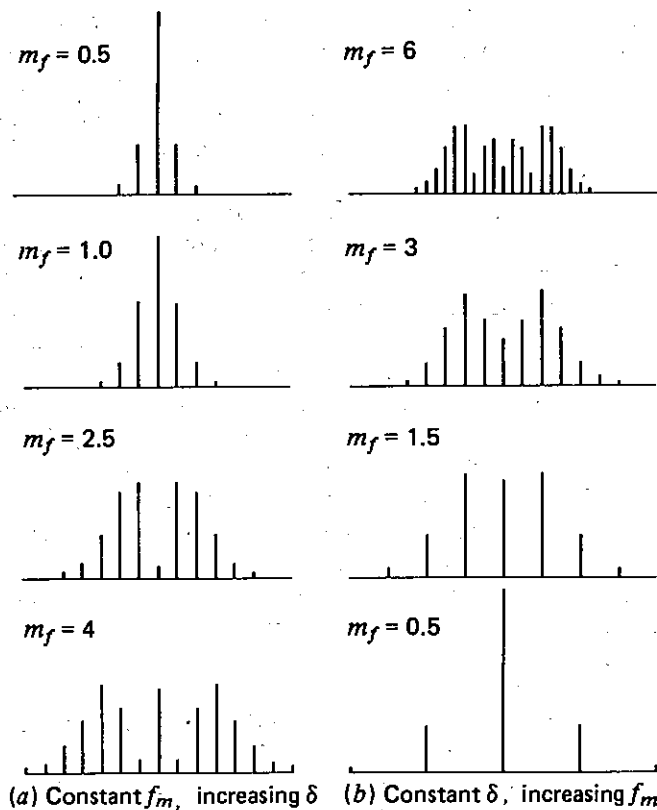 m_f = 0.5
m_f = 1.0
m_f = 2.5
m_f = 4
(a) Constant f_m, increasing δ
m_f = 6
m_f = 3
m_f = 1.5
m_f = 0.5
(b) Constant δ, increasing f_m